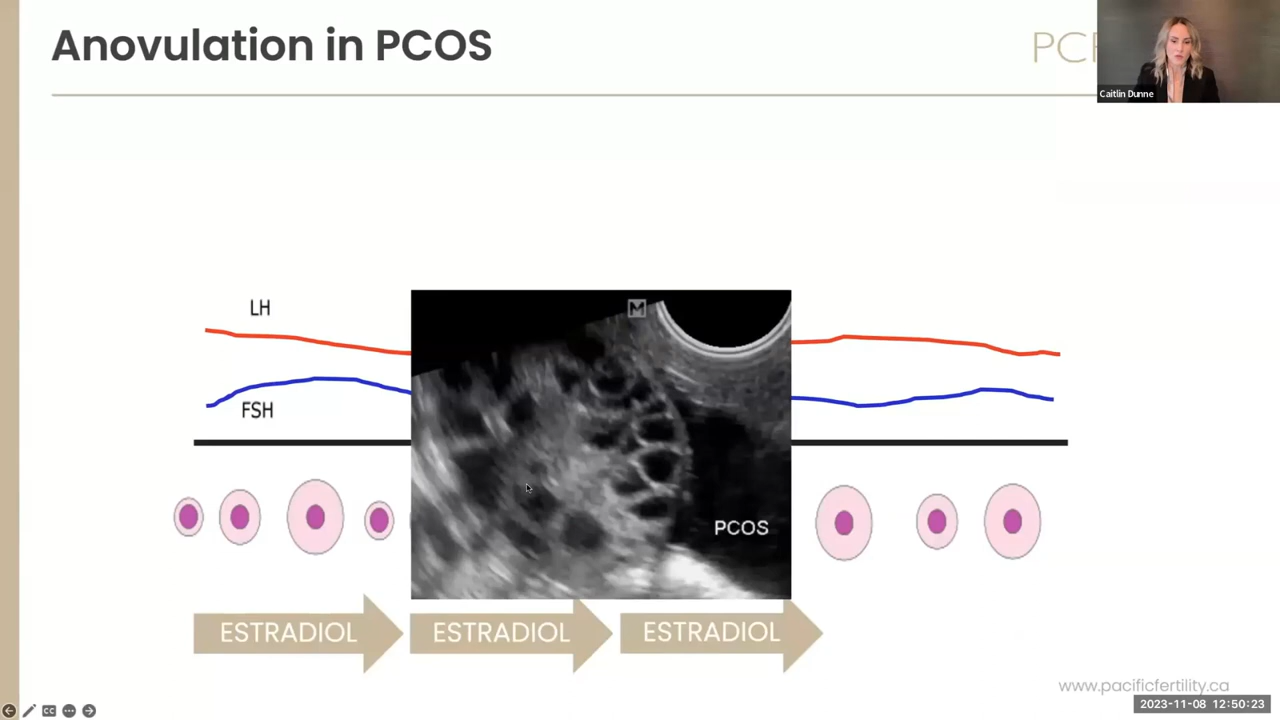 Anovulation in PCOS
Caitlin Dunne
LH
FSH
M
PCOS
ESTRADIOL
ESTRADIOL
ESTRADIOL
www.pacificfertility.ca
2023-11-08 12:50:23